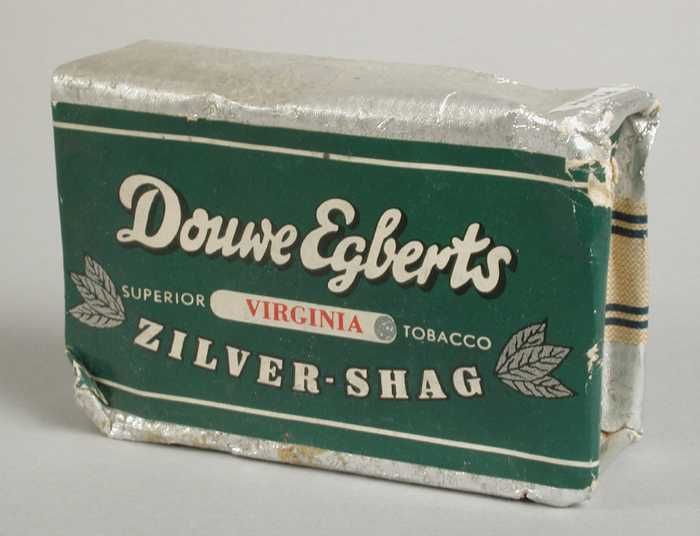 Douwe Egberts
SUPERIOR VIRGINIA TOBACCO
ZILVER-SHAG